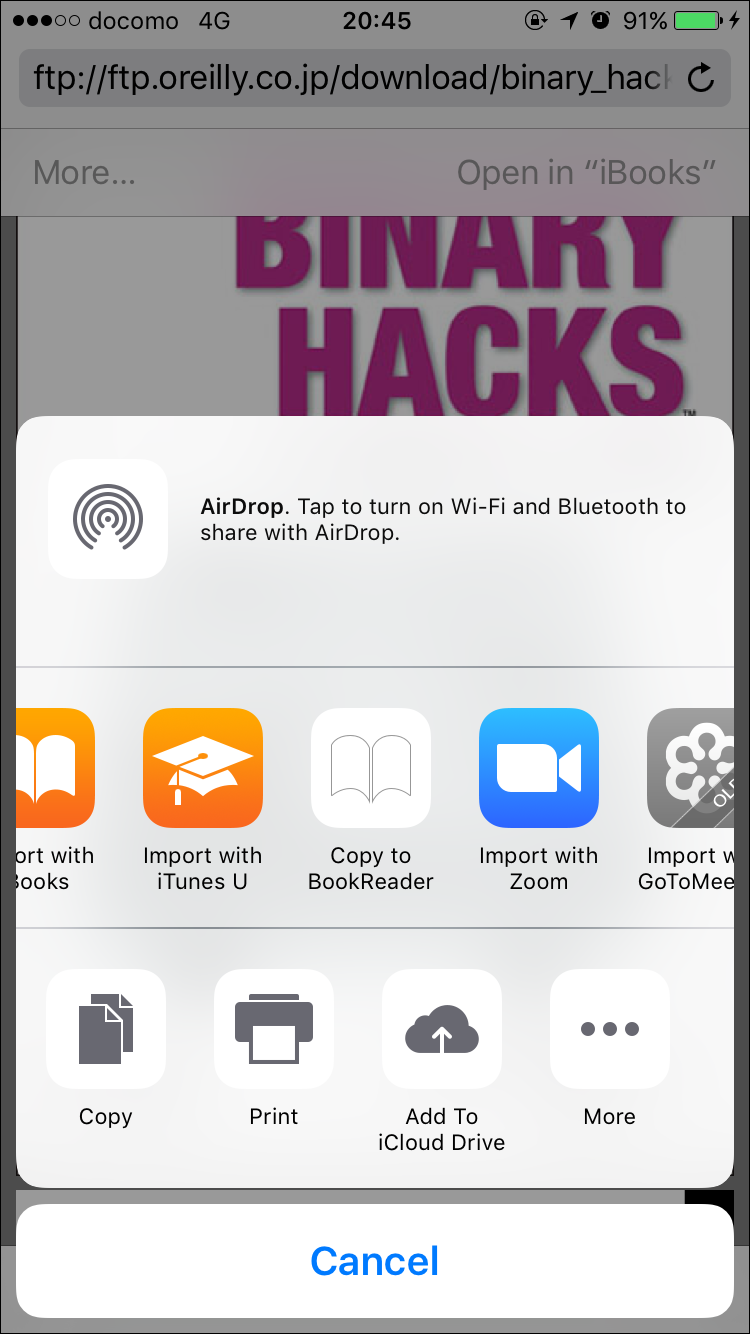 docomo 4G 20:45 91%
ftp://ftp.oreilly.co.jp/download/binary_hack
More... Open in “iBooks”
BINARY
HACKS
TM
AirDrop. Tap to turn on Wi-Fi and Bluetooth to
share with AirDrop.
ort with Import with Copy to Import with Import w
Books iTunes U BookReader Zoom GoToMee
OLD
Copy Print Add To More
iCloud Drive
Cancel